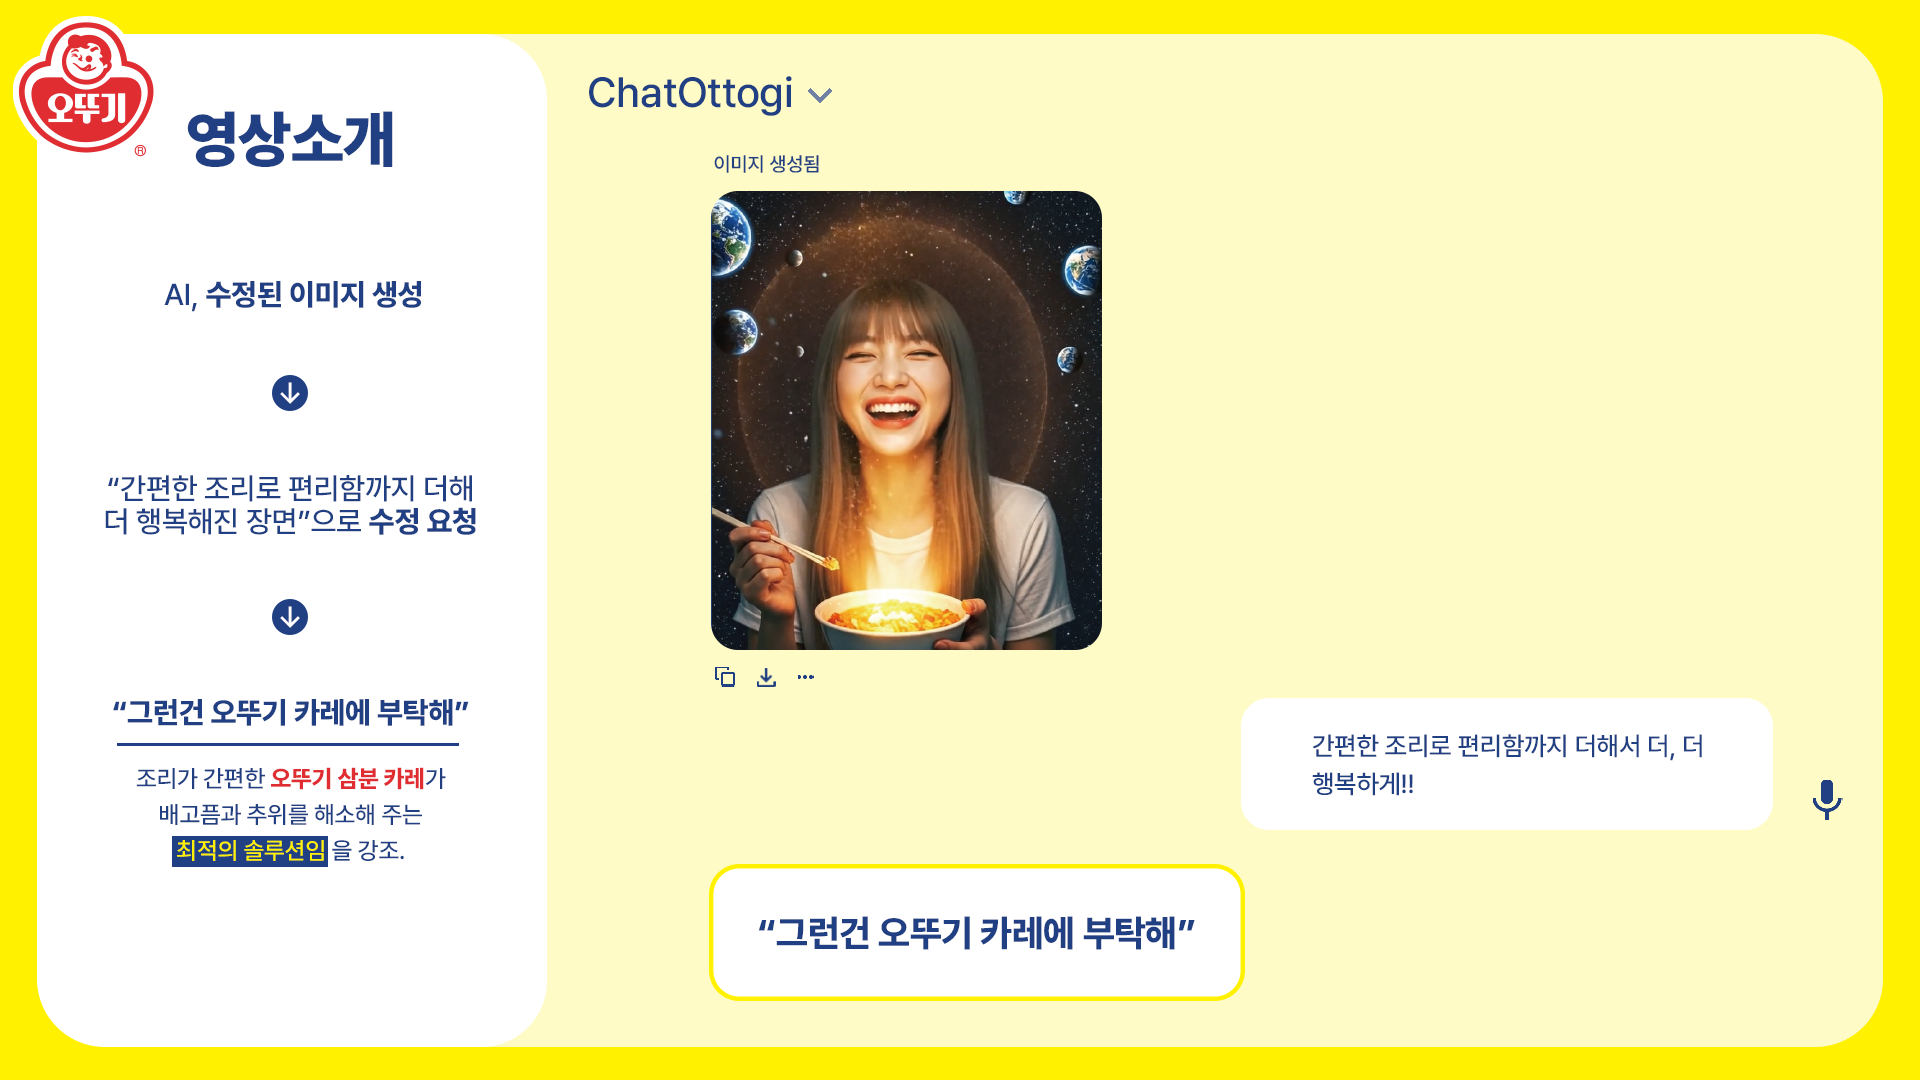 오뚜기
®
영상소개
AI, 수정된 이미지 생성
“간편한 조리로 편리함까지 더해
더 행복해진 장면”으로 수정 요청
“그런건 오뚜기 카레에 부탁해”
조리가 간편한 오뚜기 삼분 카레가
배고픔과 추위를 해소해 주는
최적의 솔루션임을 강조.
ChatOttogi
이미지 생성됨
간편한 조리로 편리함까지 더해서 더, 더
행복하게!!
“그런건 오뚜기 카레에 부탁해”